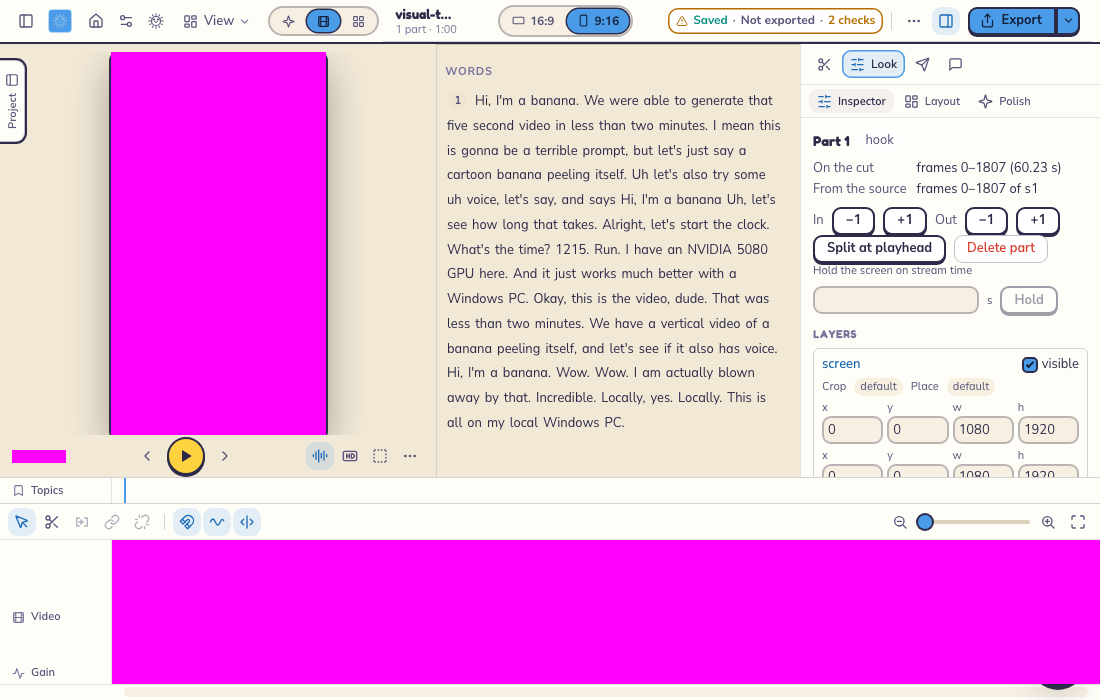 View
visual-t...
1 part · 1:00
16:9
9:16
Saved · Not exported · 2 checks
Export
Project
WORDS
1 Hi, I'm a banana. We were able to generate that
five second video in less than two minutes. I mean this
is gonna be a terrible prompt, but let's just say a
cartoon banana peeling itself. Uh let's also try some
uh voice, let's say, and says Hi, I'm a banana Uh, let's
see how long that takes. Alright, let's start the clock.
What's the time? 1215. Run. I have an NVIDIA 5080
GPU here. And it just works much better with a
Windows PC. Okay, this is the video, dude. That was
less than two minutes. We have a vertical video of a
banana peeling itself, and let's see if it also has voice.
Hi, I'm a banana. Wow. Wow. I am actually blown
away by that. Incredible. Locally, yes. Locally. This is
all on my local Windows PC.
HD
Look
Inspector
Layout
Polish
Part 1 hook
On the cut frames 0–1807 (60.23 s)
From the source frames 0–1807 of s1
In −1 +1 Out −1 +1
Split at playhead
Delete part
Hold the screen on stream time
s Hold
LAYERS
screen visible
Crop default Place default
x y w h
0 0 1080 1920
x y w h
0 0 1080 1920
Topics
Video
Gain